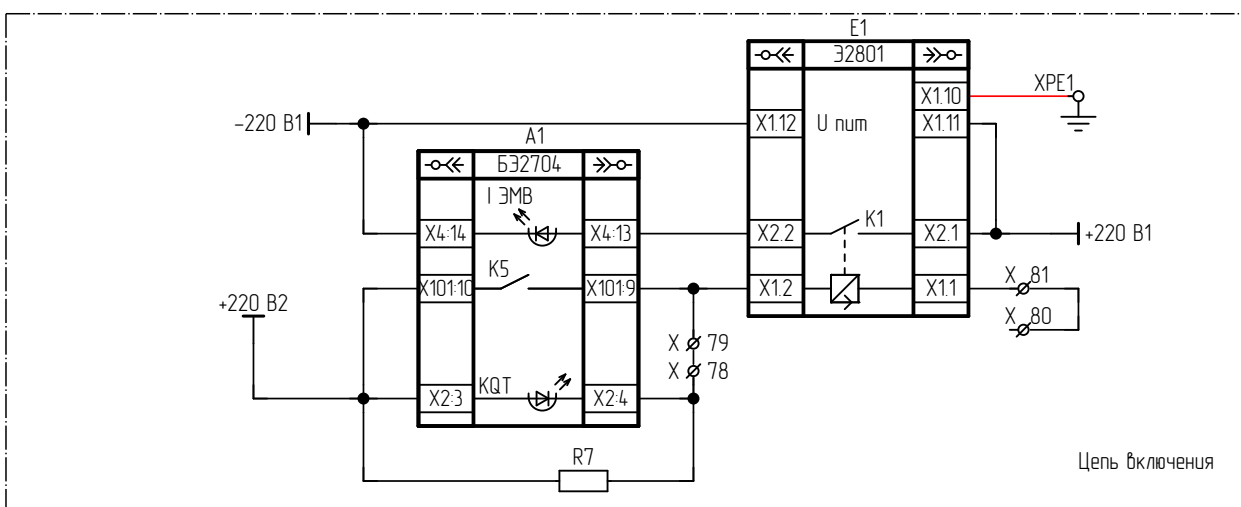 E1
Э2801
X1.10
XPE1
-220 В1
X1.12
U пит
X1.11
A1
БЭ2704
I ЭМВ
X4:14
X4:13
X2.2
K1
X2.1
+220 В1
K5
X101:10
X101:9
X1.2
X1.1
X 81
+220 В2
X 80
X 79
X 78
KQT
X2:3
X2:4
R7
Цепь включения